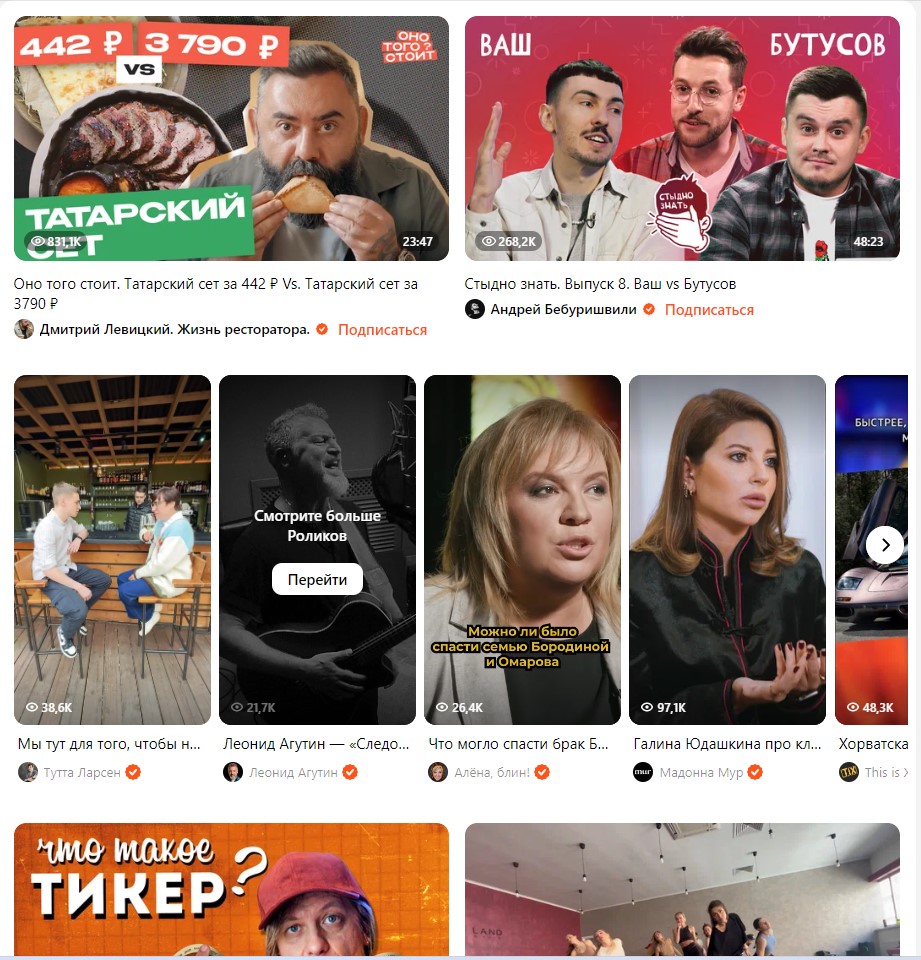 442 ₽
3 790 ₽
VS
ОНО
ТОГО?
СТОИТ
ТАТАРСКИЙ
СЕТ
831,1K
23:47
ВАШ
БУТУСОВ
СТЫДНО
ЗНАТЬ
268,2K
48:23
Оно того стоит. Татарский сет за 442 ₽ Vs. Татарский сет за
3790 ₽
Дмитрий Левицкий. Жизнь ресторатора.
Подписаться
Стыдно знать. Выпуск 8. Ваш vs Бутусов
Андрей Бебуришвили
Подписаться
38,6K
Смотрите больше
Роликов
Перейти
21,7K
Можно ли было
спасти семью Бородиной
и Омарова
26,4K
97,1K
БЫСТРЕЕ,
48,3K
Мы тут для того, чтобы н...
Тутта Ларсен
Леонид Агутин — «Следо...
Леонид Агутин
Что могло спасти брак Б...
Алёна, блин!
Галина Юдашкина про кл...
мшг
Мадонна Мур
Хорватска
This is
что такое
ТИКЕР?
LAND